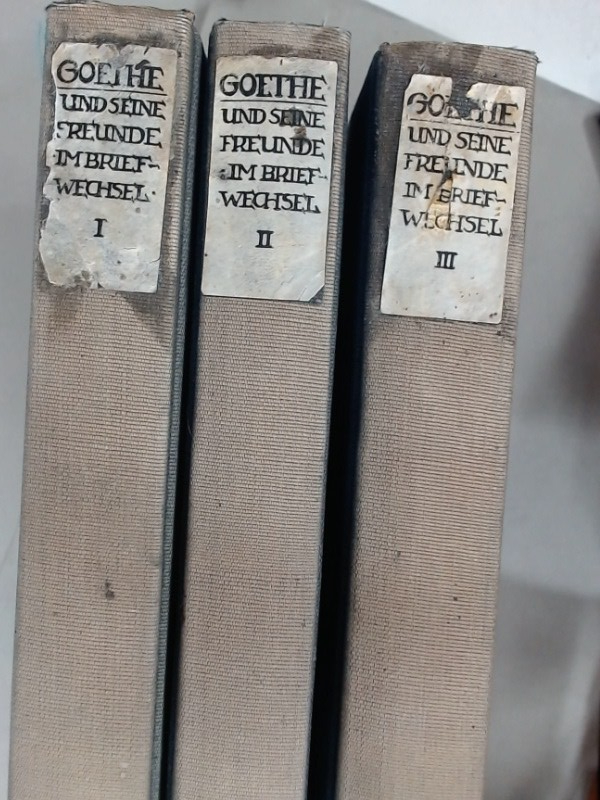 GOETHE
UND SEINE
FREUNDE
IM BRIEF-
WECHSEL
I
GOETHE
UND SEINE
FREUNDE
IM BRIEF-
WECHSEL
II
GOETHE
UND SEINE
FREUNDE
IM BRIEF-
WECHSEL
III